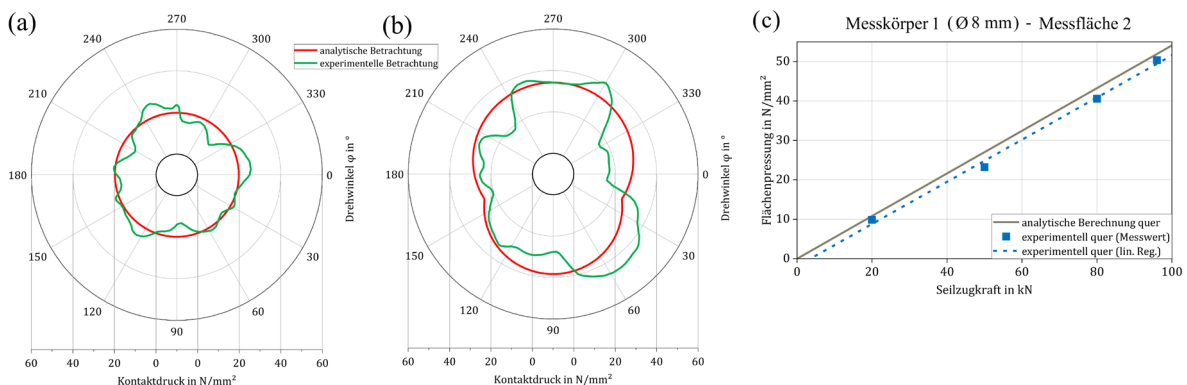 (a)
270
240
300
210
330
180
0
150
30
120
60
90
Drehwinkel φ in °
60 40 20 0 0 20 40 60
Kontaktdruck in N/mm²
analytische Betrachtung
experimentelle Betrachtung
(b)
270
240
300
210
330
180
0
150
30
120
60
90
Drehwinkel φ in °
60 40 20 0 0 20 40 60
Kontaktdruck in N/mm²
(c)
Messkörper 1 (Ø 8 mm) - Messfläche 2
Flächenpressung in N/mm²
50
40
30
20
10
0
analytische Berechnung quer
experimentell quer (Messwert)
experimentell quer (lin. Reg.)
0 20 40 60 80 100
Seilzugkraft in kN